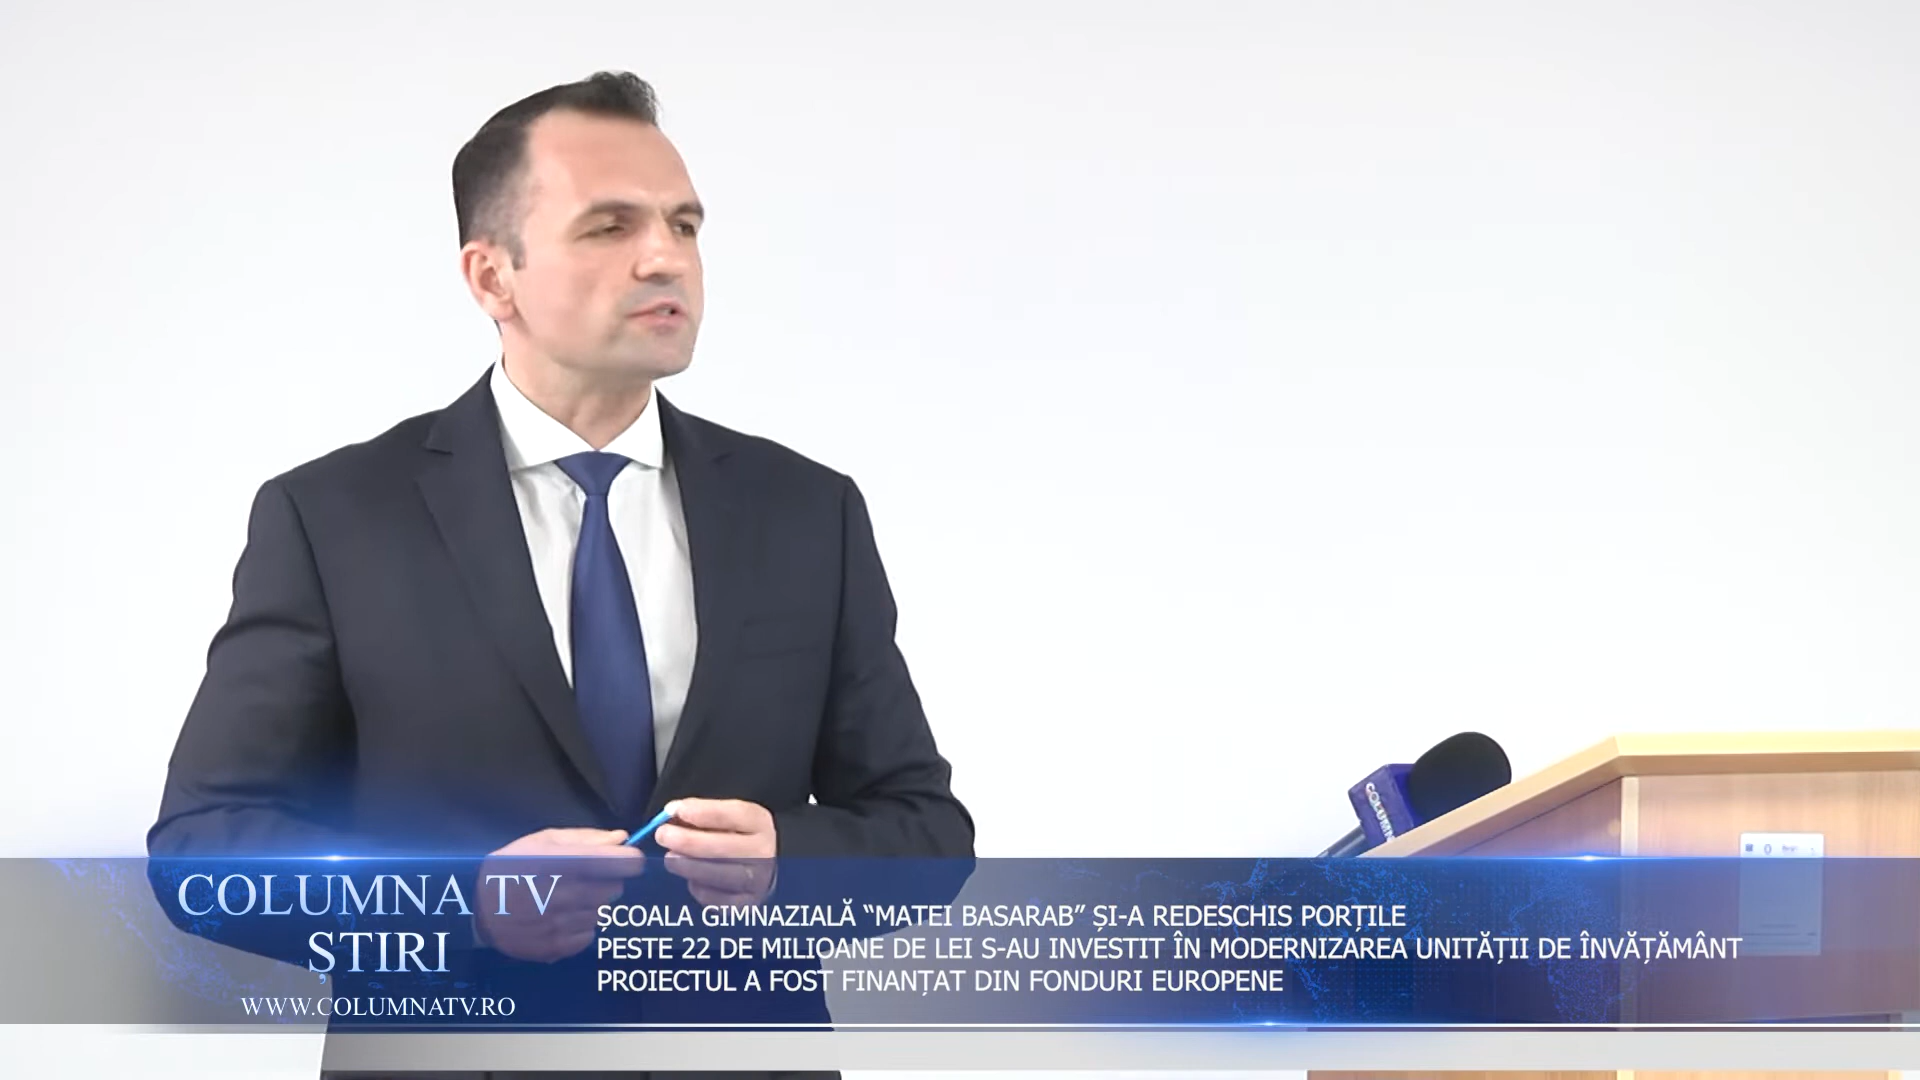 COLUMN
COLUMNA TV
ȘTIRI
WWW.COLUMNATV.RO
ȘCOALA GIMNAZIALĂ “MATEI BASARAB” ȘI-A REDESCHIS PORȚILE
PESTE 22 DE MILIOANE DE LEI S-AU INVESTIT ÎN MODERNIZAREA UNITĂȚII DE ÎNVĂȚĂMÂNT
PROIECTUL A FOST FINANȚAT DIN FONDURI EUROPENE